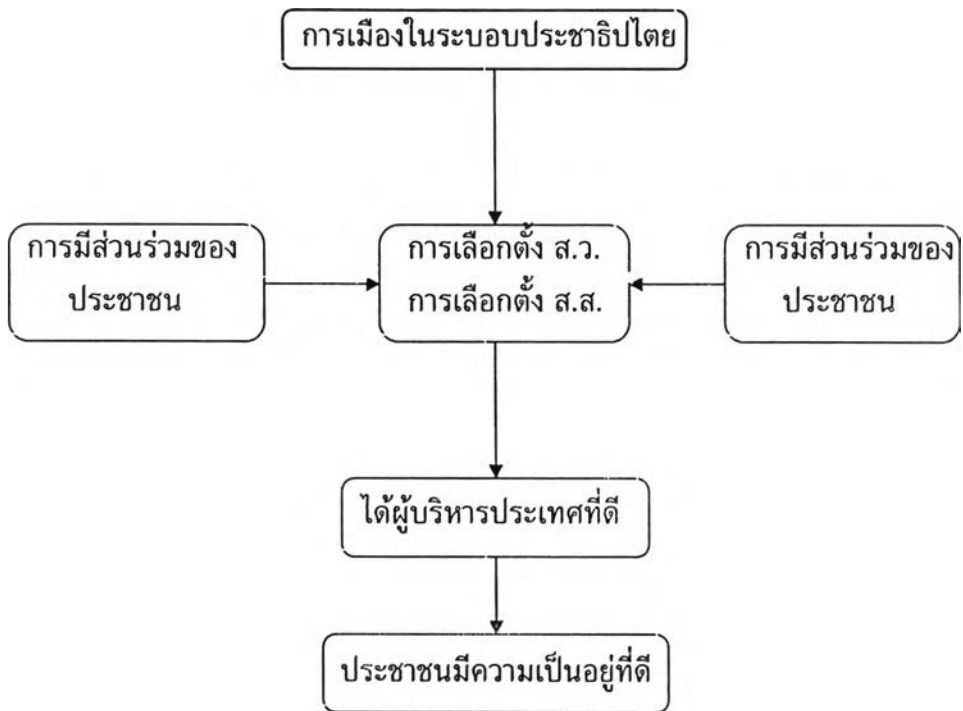 การเมืองในระบอบประชาธิปไตย
การมีส่วนร่วมของ
ประชาชน
การเลือกตั้ง ส.ว.
การเลือกตั้ง ส.ส.
การมีส่วนร่วมของ
ประชาชน
ได้ผู้บริหารประเทศที่ดี
ประชาชนมีความเป็นอยู่ที่ดี